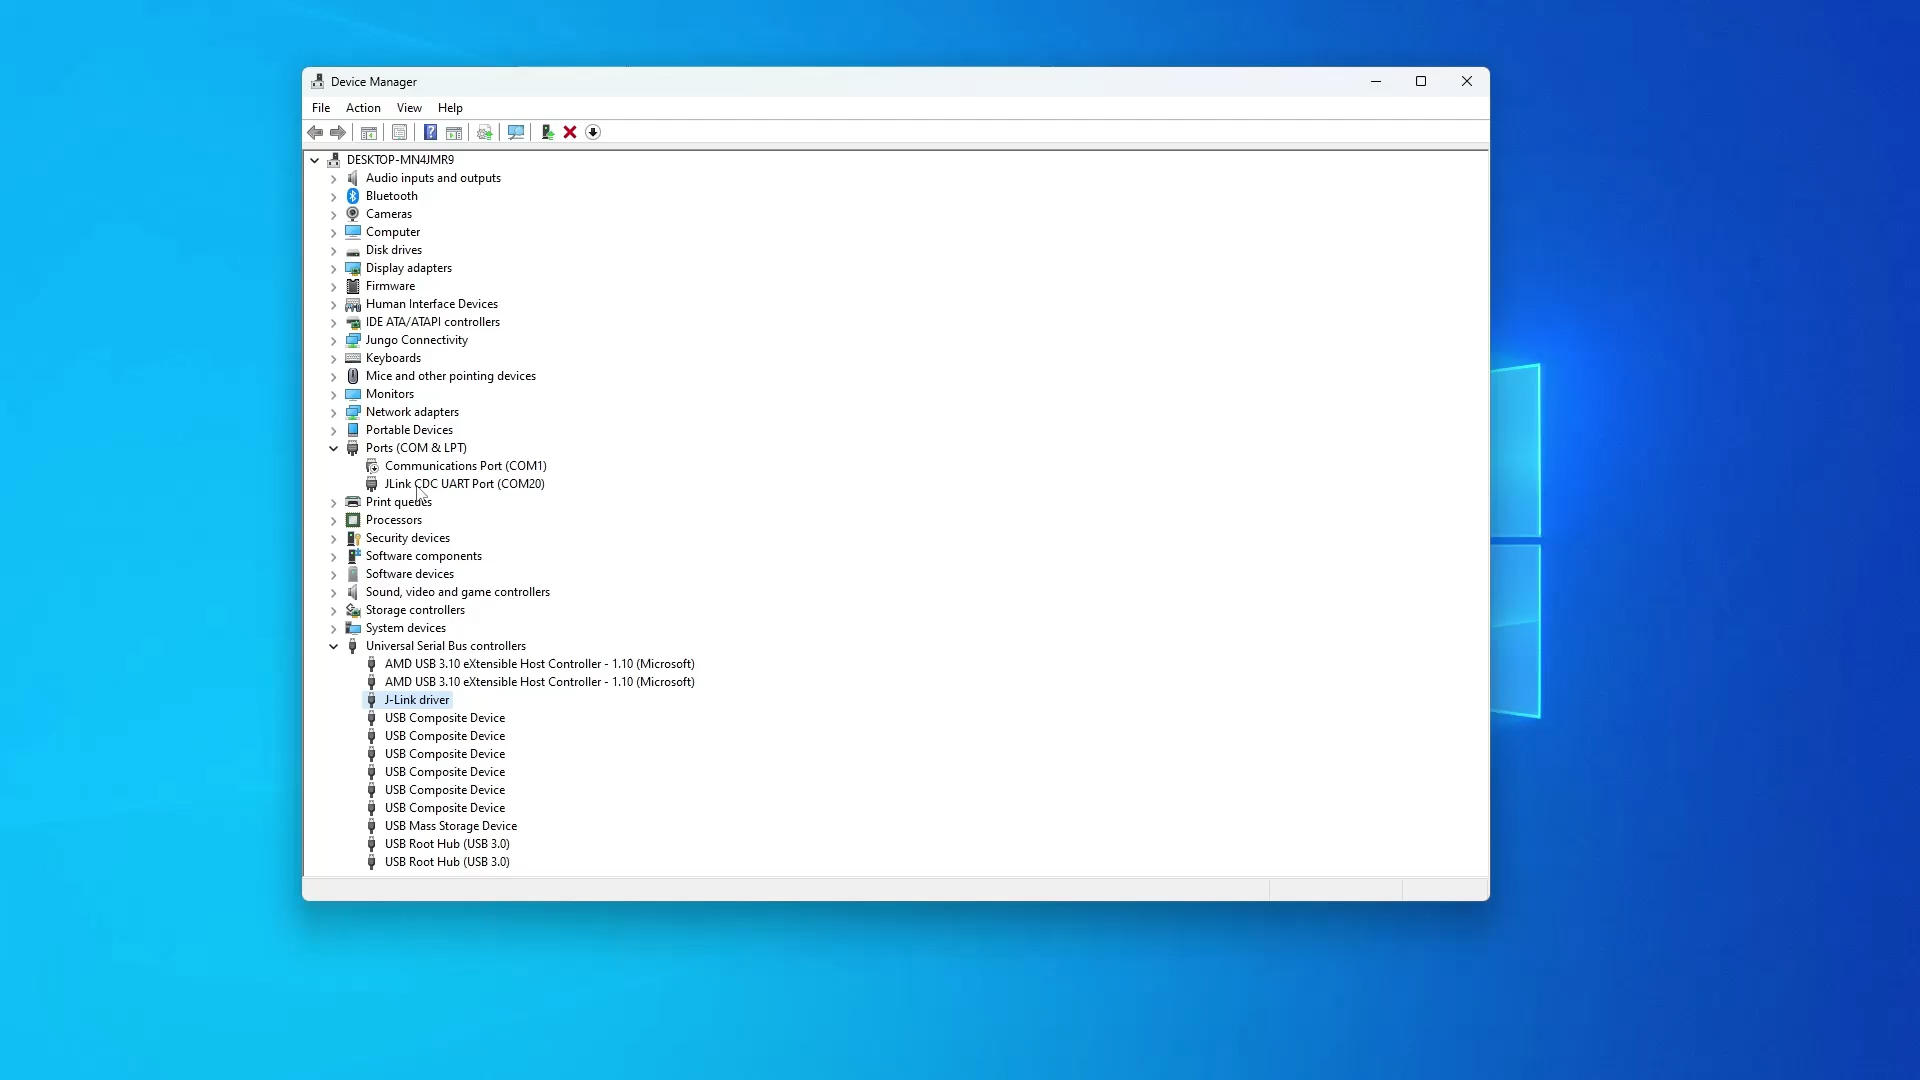 Device Manager
File Action View Help
DESKTOP-MN4JMR9
Audio inputs and outputs
Bluetooth
Cameras
Computer
Disk drives
Display adapters
Firmware
Human Interface Devices
IDE ATA/ATAPI controllers
Jungo Connectivity
Keyboards
Mice and other pointing devices
Monitors
Network adapters
Portable Devices
Ports (COM & LPT)
Communications Port (COM1)
JLink CDC UART Port (COM20)
Print queues
Processors
Security devices
Software components
Software devices
Sound, video and game controllers
Storage controllers
System devices
Universal Serial Bus controllers
AMD USB 3.10 eXtensible Host Controller - 1.10 (Microsoft)
AMD USB 3.10 eXtensible Host Controller - 1.10 (Microsoft)
J-Link driver
USB Composite Device
USB Composite Device
USB Composite Device
USB Composite Device
USB Composite Device
USB Composite Device
USB Mass Storage Device
USB Root Hub (USB 3.0)
USB Root Hub (USB 3.0)